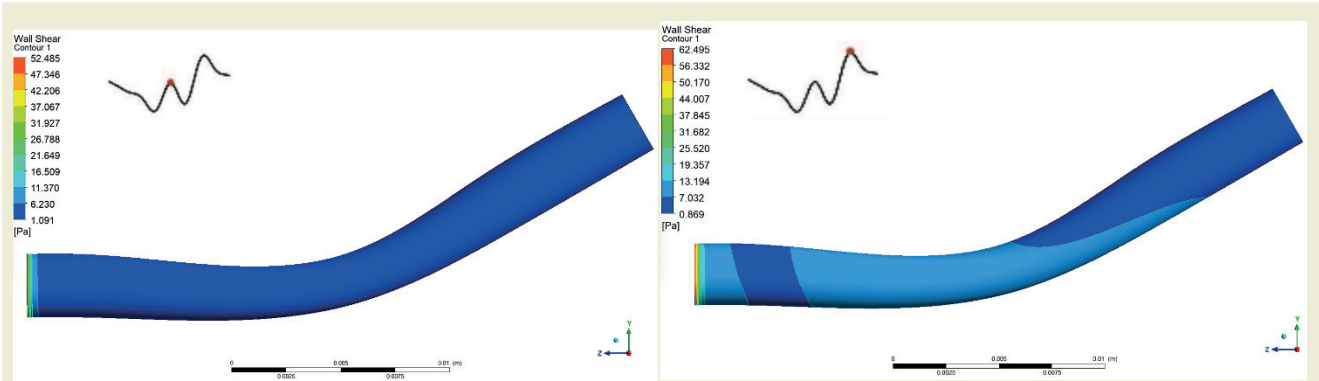 Wall Shear
Contour 1
52.485
47.346
42.206
37.067
31.927
26.788
21.649
16.509
11.370
6.230
1.091
[Pa]
Y
Z
0 0.005 0.01 (m)
0.0025 0.0075
Wall Shear
Contour 1
62.495
56.332
50.170
44.007
37.845
31.682
25.520
19.357
13.194
7.032
0.869
[Pa]
Y
Z
0 0.005 0.01 (m)
0.0025 0.0075